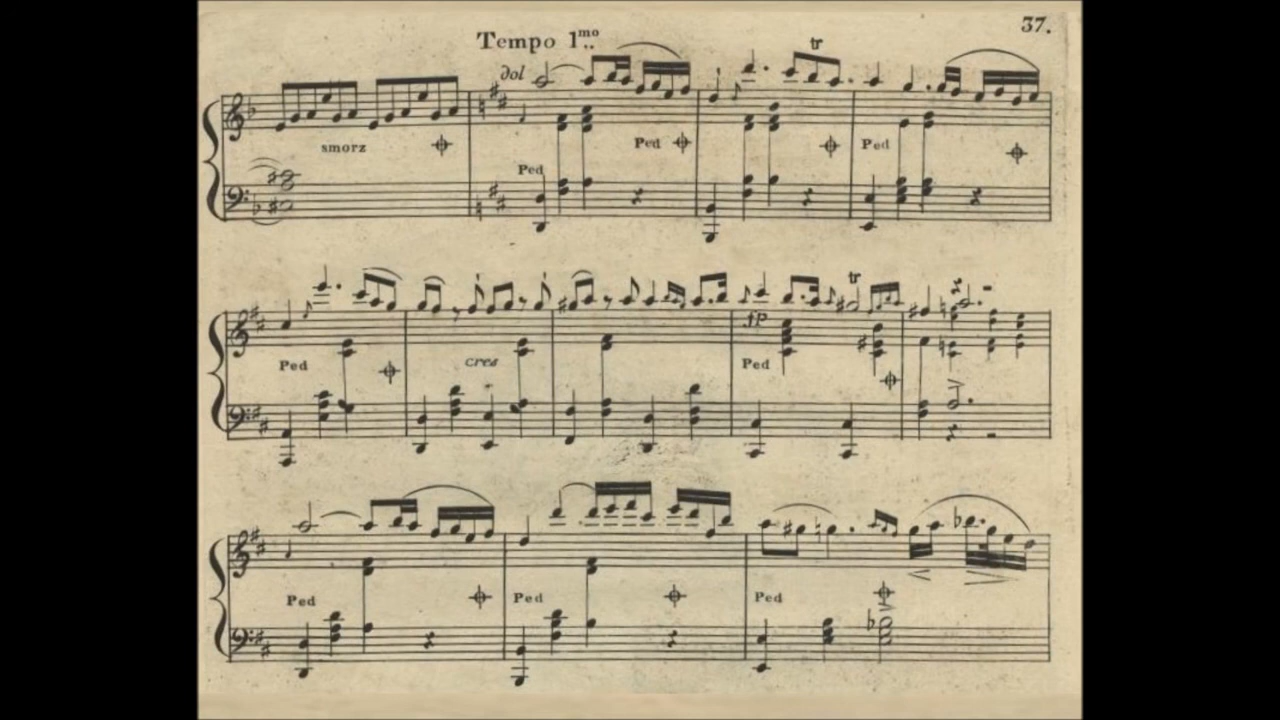 37.
Tempo 1mo..
dol
tr
smorz
Ped
Ped
Ped
tr
fp
Ped
cres
Ped
Ped
Ped
Ped